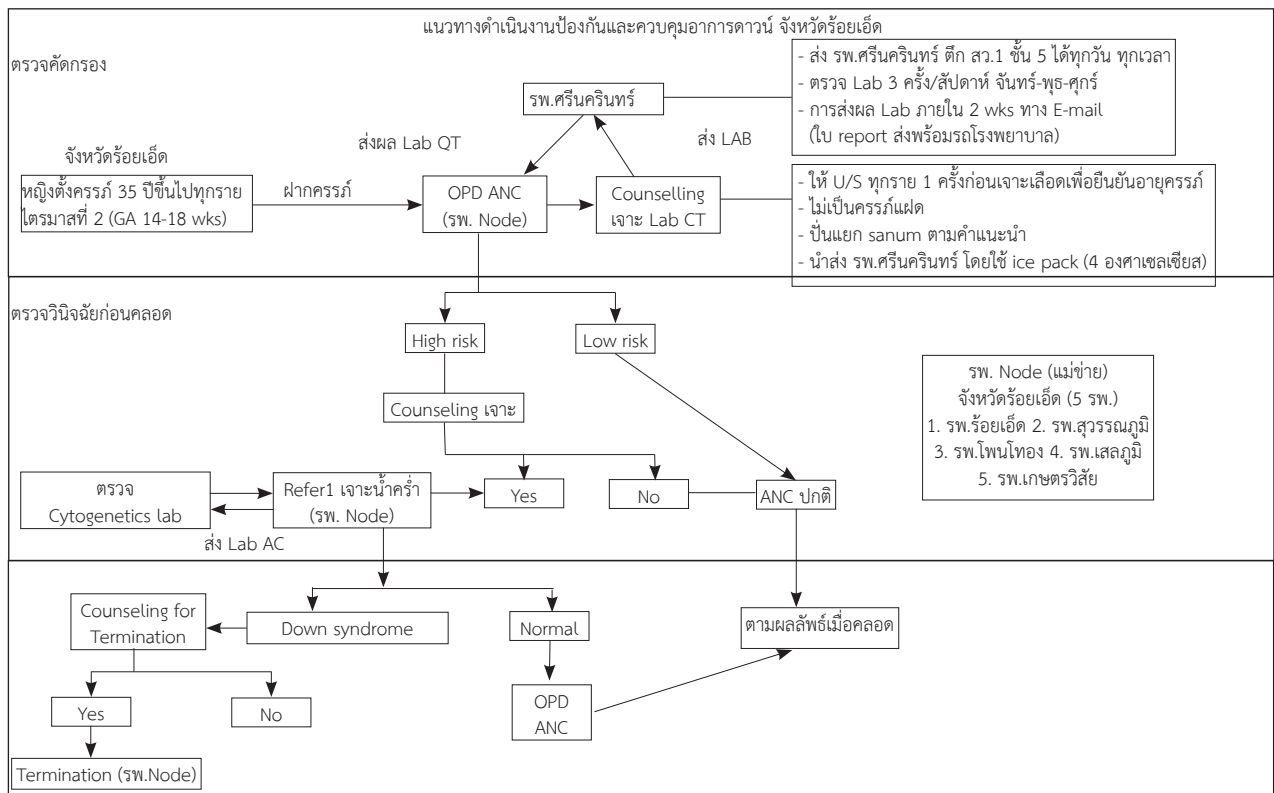 แนวทางดำเนินงานป้องกันและควบคุมอาการดาวน์ จังหวัดร้อยเอ็ด
ตรวจคัดกรอง
รพ.ศรีนครินทร์
- ส่ง รพ.ศรีนครินทร์ ตึก สว.1 ชั้น 5 ได้ทุกวัน ทุกเวลา
- ตรวจ Lab 3 ครั้ง/สัปดาห์ จันทร์-พุธ-ศุกร์
- การส่งผล Lab ภายใน 2 wks ทาง E-mail
(ใบ report ส่งพร้อมรถโรงพยาบาล)
ส่งผล Lab QT
ส่ง LAB
จังหวัดร้อยเอ็ด
หญิงตั้งครรภ์ 35 ปีขึ้นไปทุกราย
ไตรมาสที่ 2 (GA 14-18 wks)
ฝากครรภ์
OPD ANC
(รพ. Node)
Counselling
เจาะ Lab CT
- ให้ U/S ทุกราย 1 ครั้งก่อนเจาะเลือดเพื่อยืนยันอายุครรภ์
- ไม่เป็นครรภ์แฝด
- ปั่นแยก sanum ตามคำแนะนำ
- นำส่ง รพ.ศรีนครินทร์ โดยใช้ ice pack (4 องศาเซลเซียส)
ตรวจวินิจฉัยก่อนคลอด
High risk
Low risk
Counseling เจาะ
รพ. Node (แม่ข่าย)
จังหวัดร้อยเอ็ด (5 รพ.)
1. รพ.ร้อยเอ็ด 2. รพ.สุวรรณภูมิ
3. รพ.โพนโทอง 4. รพ.เสลภูมิ
5. รพ.เกษตรวิสัย
ตรวจ
Cytogenetics lab
Refer1 เจาะน้ำคร่ำ
(รพ. Node)
Yes
No
ANC ปกติ
ส่ง Lab AC
Counseling for
Termination
Down syndrome
Normal
ตามผลลัพธ์เมื่อคลอด
Yes
No
OPD
ANC
Termination (รพ.Node)